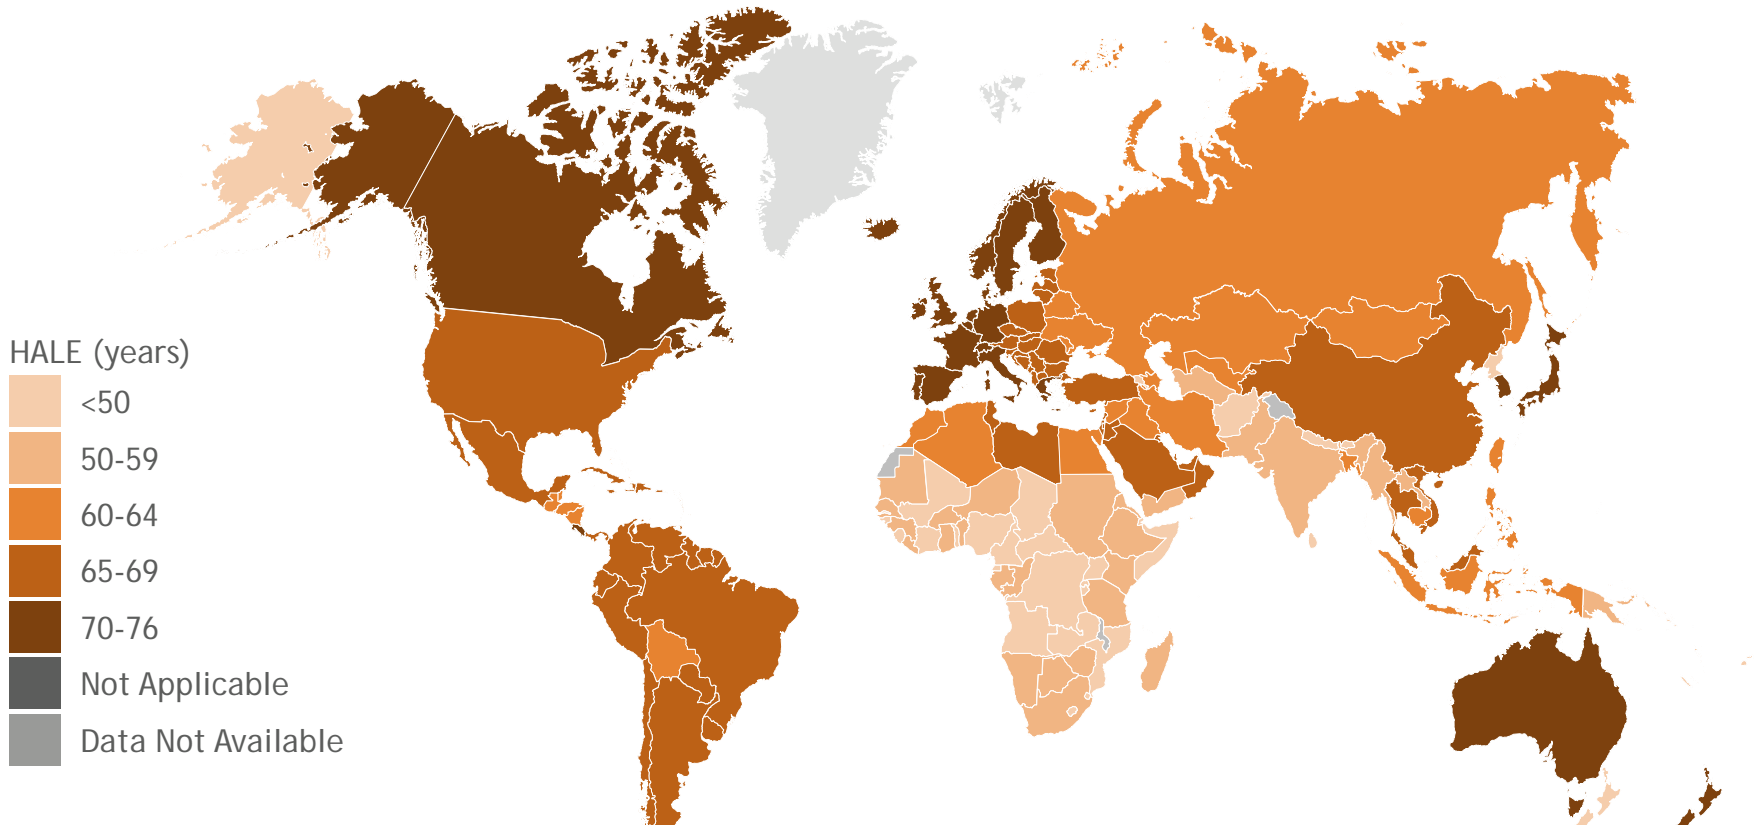 HALE (years)
<50
50-59
60-64
65-69
70-76
Not Applicable
Data Not Available